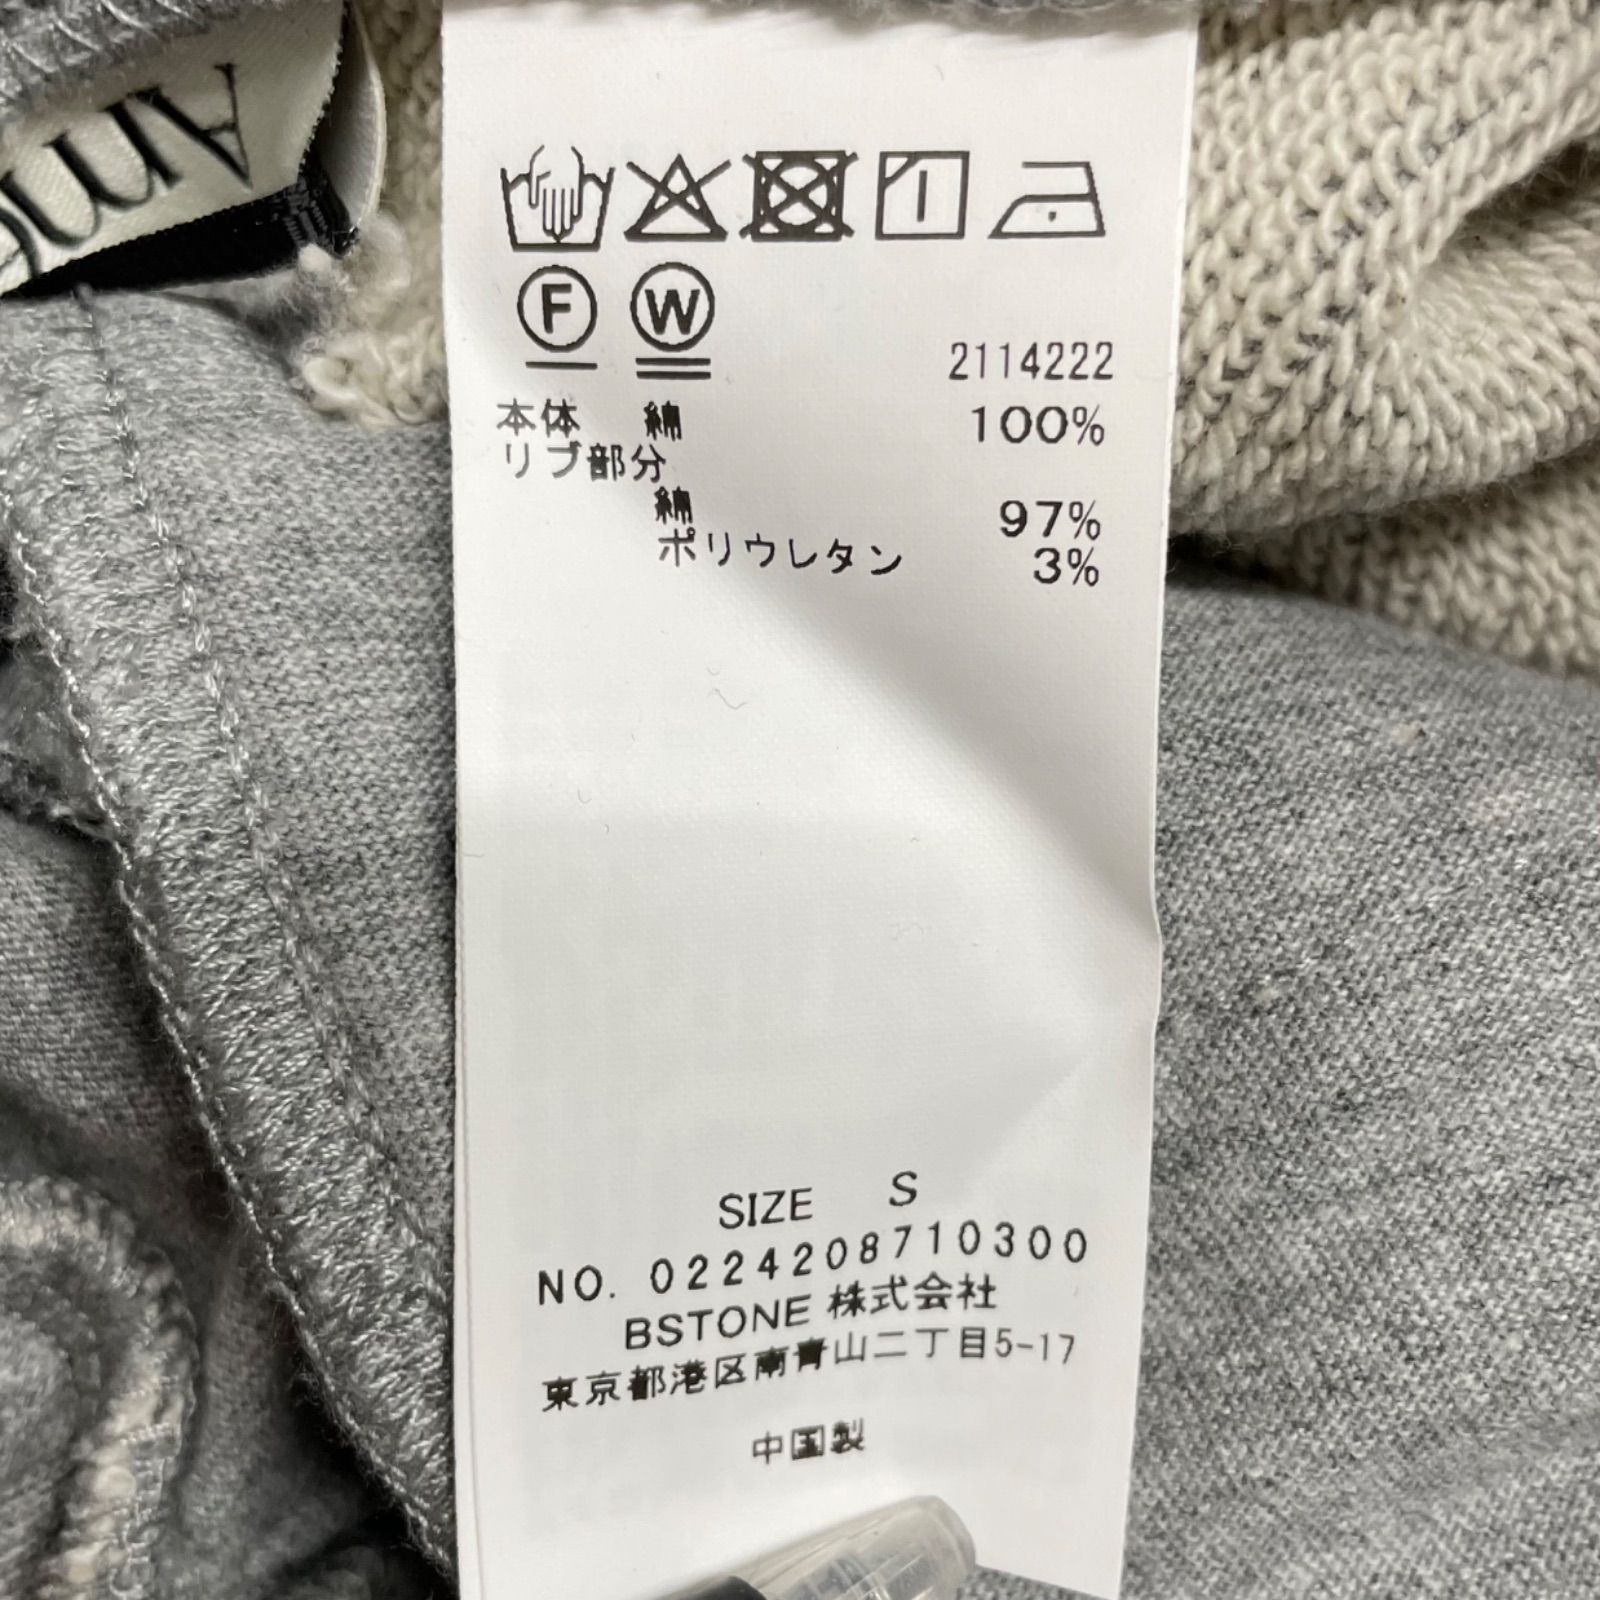 Am
F
W
2114222
本体 綿 100%
リブ部分
綿 97%
ポリウレタン 3%
SIZE S
NO. 0224208710300
BSTONE 株式会社
東京都港区南青山二丁目5-17
中国製